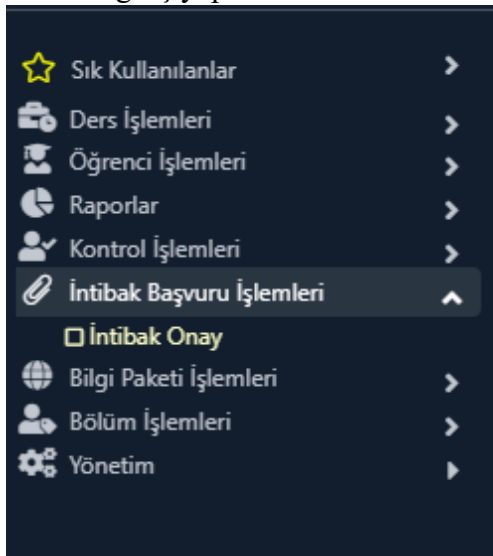 Sık Kullanılanlar
Ders İşlemleri
Öğrenci İşlemleri
Raporlar
Kontrol İşlemleri
İntibak Başvuru İşlemleri
İntibak Onay
Bilgi Paketi İşlemleri
Bölüm İşlemleri
Yönetim